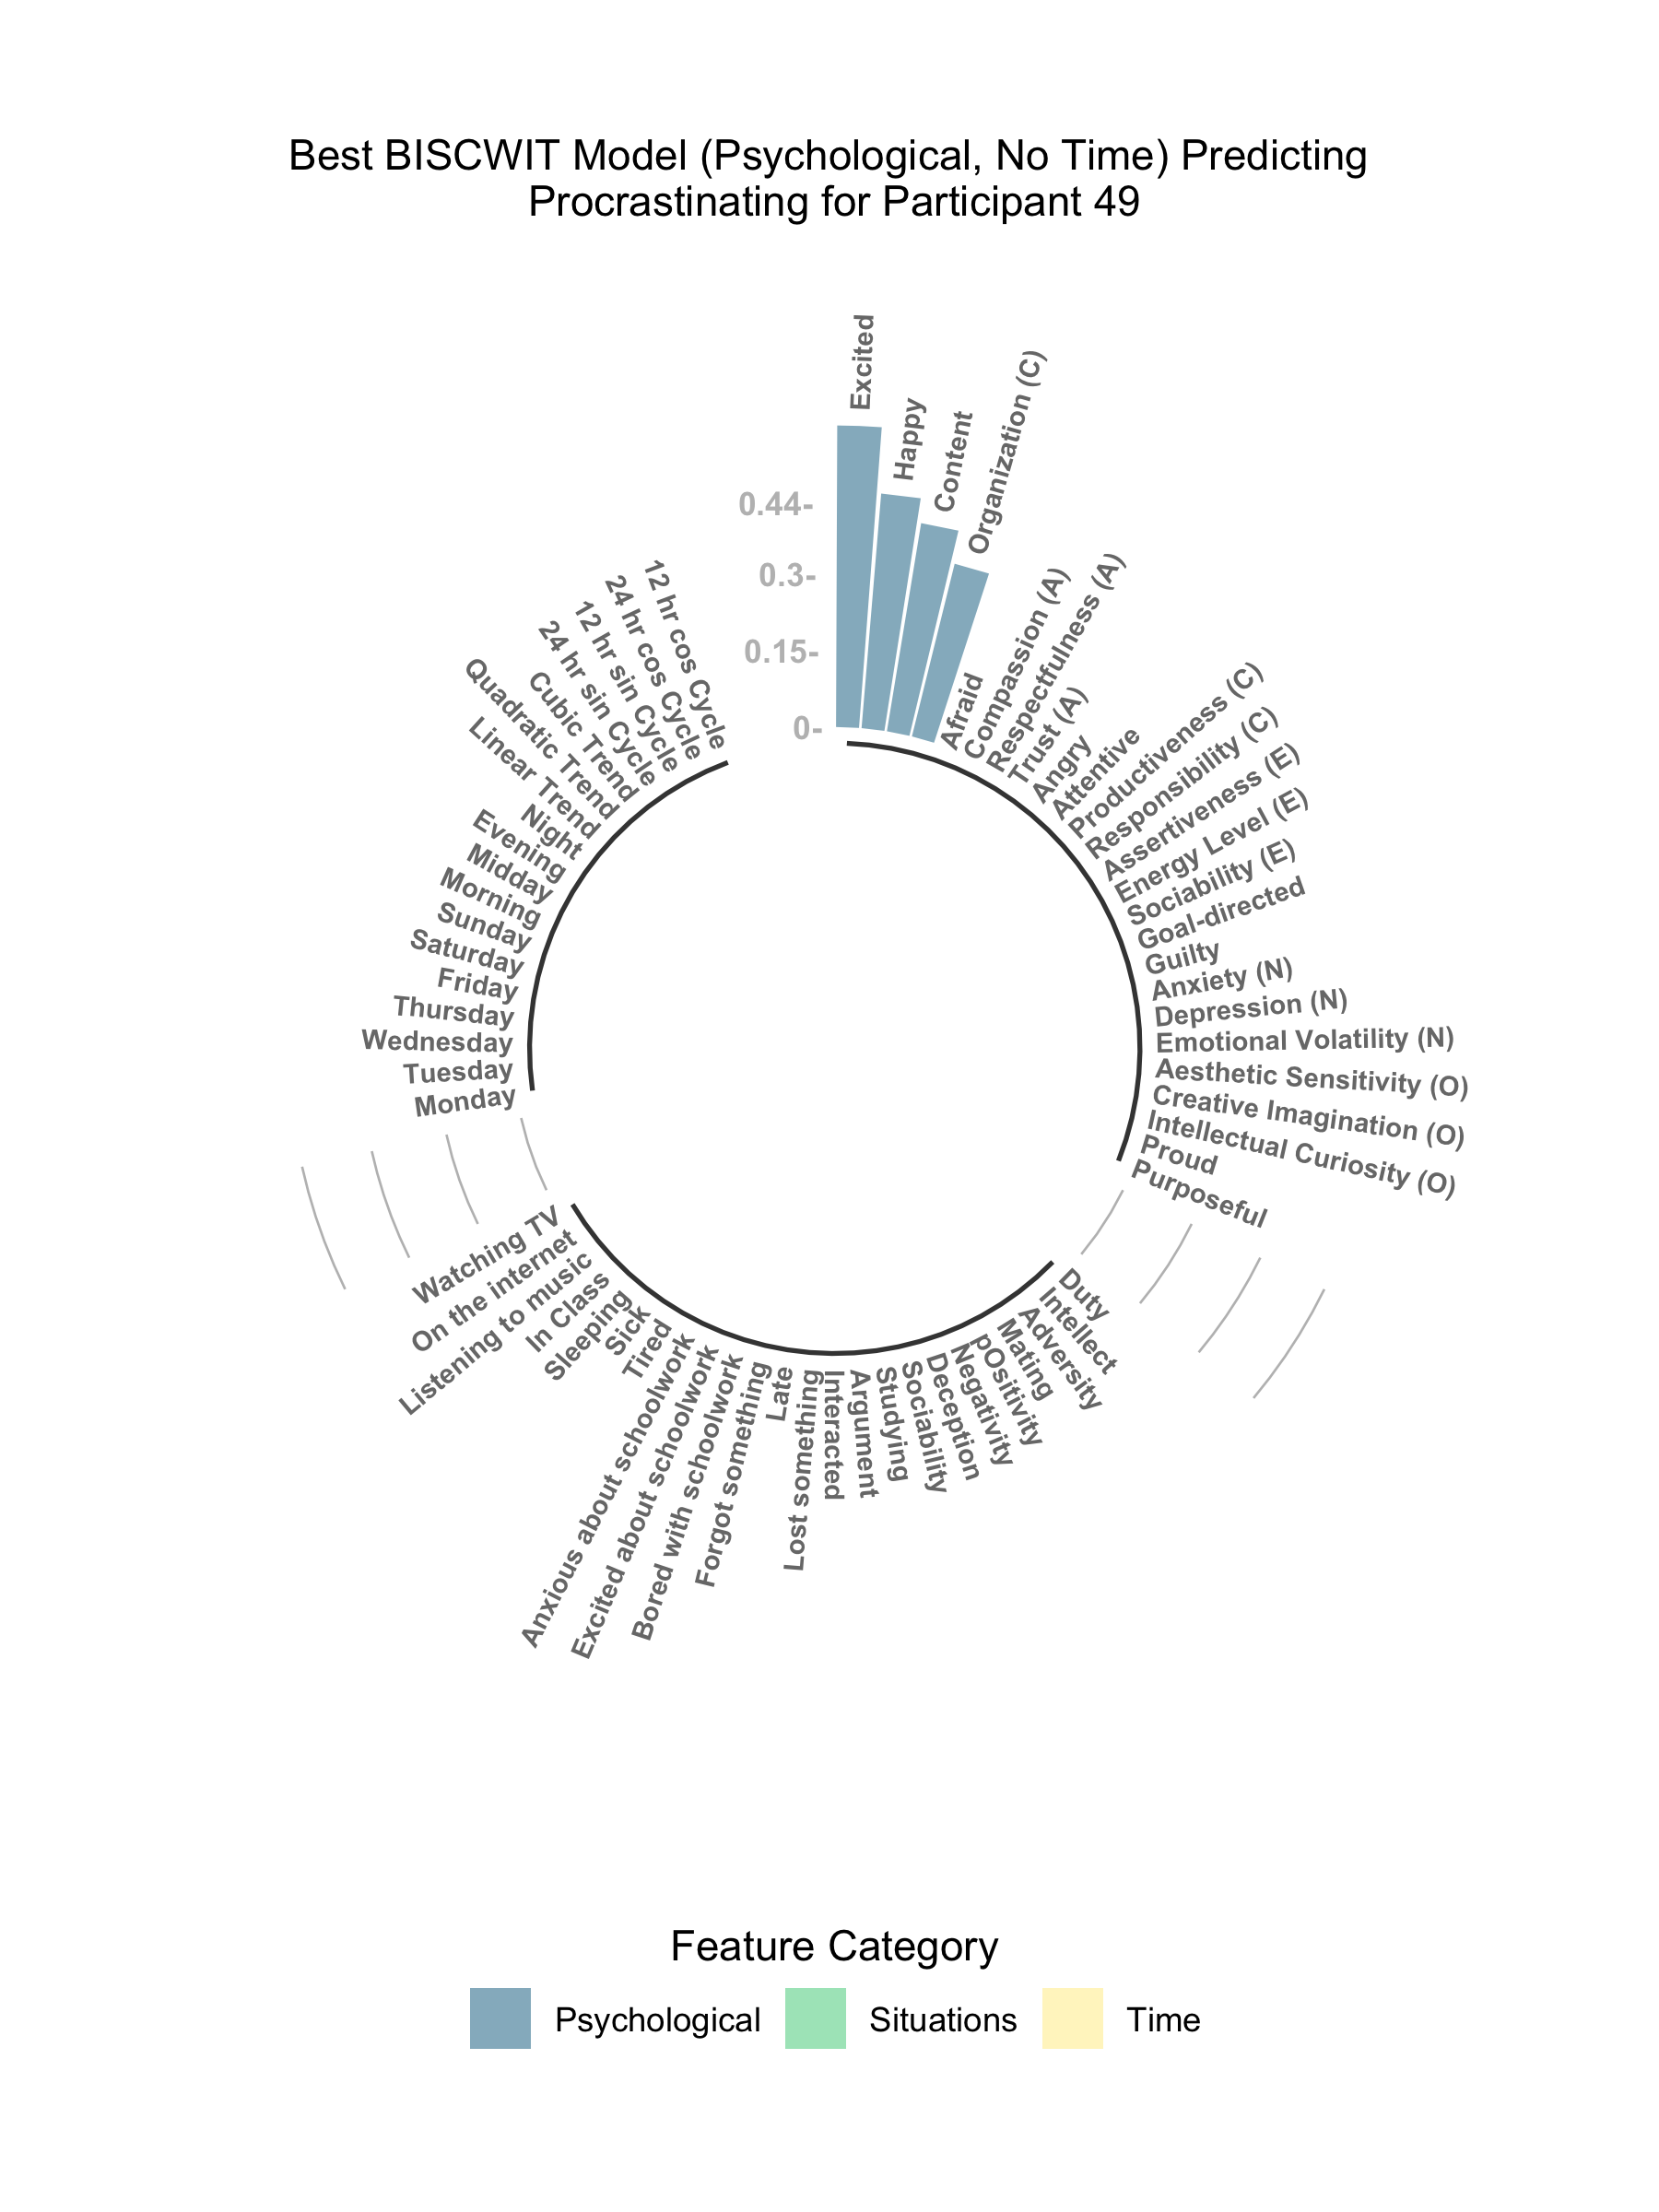 Best BISCWIT Model (Psychological, No Time) Predicting
Procrastinating for Participant 49
0.44-
0.3-
0.15-
0-
Excited
Happy
Content
Organization (C)
Afraid
Compassion (A)
Respectfulness (A)
Trust (A)
Angry
Attentive
Productiveness (C)
Responsibility (C)
Assertiveness (E)
Energy Level (E)
Sociability (E)
Goal-directed
Guilty
Anxiety (N)
Depression (N)
Emotional Volatility (N)
Aesthetic Sensitivity (O)
Creative Imagination (O)
Intellectual Curiosity (O)
Proud
Purposeful
Duty
Intellect
Adversity
Mating
pOsitivity
Negativity
Deception
Sociability
Studying
Argument
Interacted
Lost something
Late
Forgot something
Bored with schoolwork
Excited about schoolwork
Anxious about schoolwork
Tired
Sick
Sleeping
In Class
Listening to music
On the internet
Watching TV
Monday
Tuesday
Wednesday
Thursday
Friday
Saturday
Sunday
Morning
Midday
Evening
Night
Linear Trend
Quadratic Trend
Cubic Trend
24 hr sin Cycle
12 hr sin Cycle
24 hr cos Cycle
12 hr cos Cycle
Feature Category
Psychological
Situations
Time